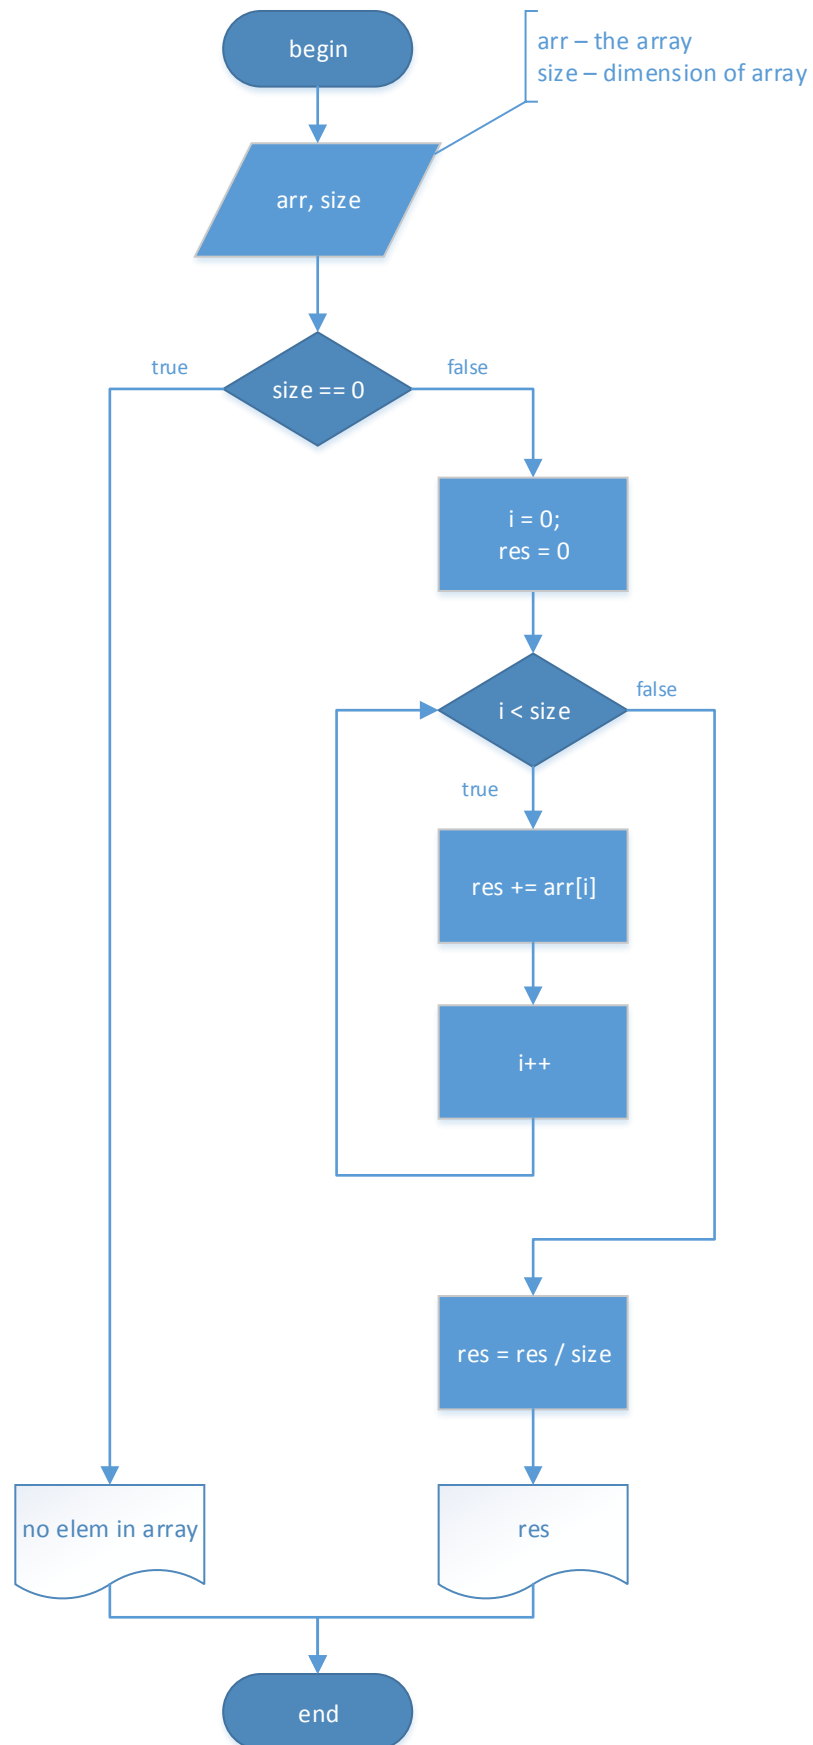 begin
arr – the array
size – dimension of array
arr, size
true
false
size == 0
i = 0;
res = 0
i < size
false
true
res += arr[i]
i++
res = res / size
no elem in array
res
end